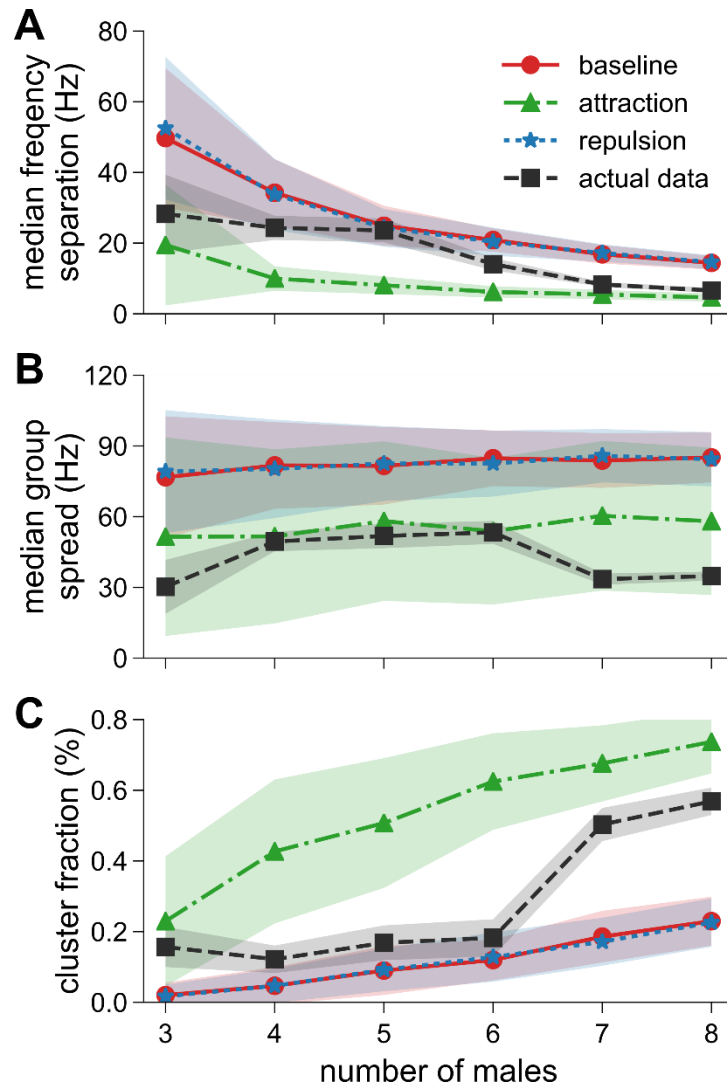 A
median freqency
separation (Hz)
80
60
40
20
0
baseline
attraction
repulsion
actual data
B
median group
spread (Hz)
120
90
60
30
0
C
cluster fraction (%)
0.8
0.6
0.4
0.2
0.0
3 4 5 6 7 8
number of males